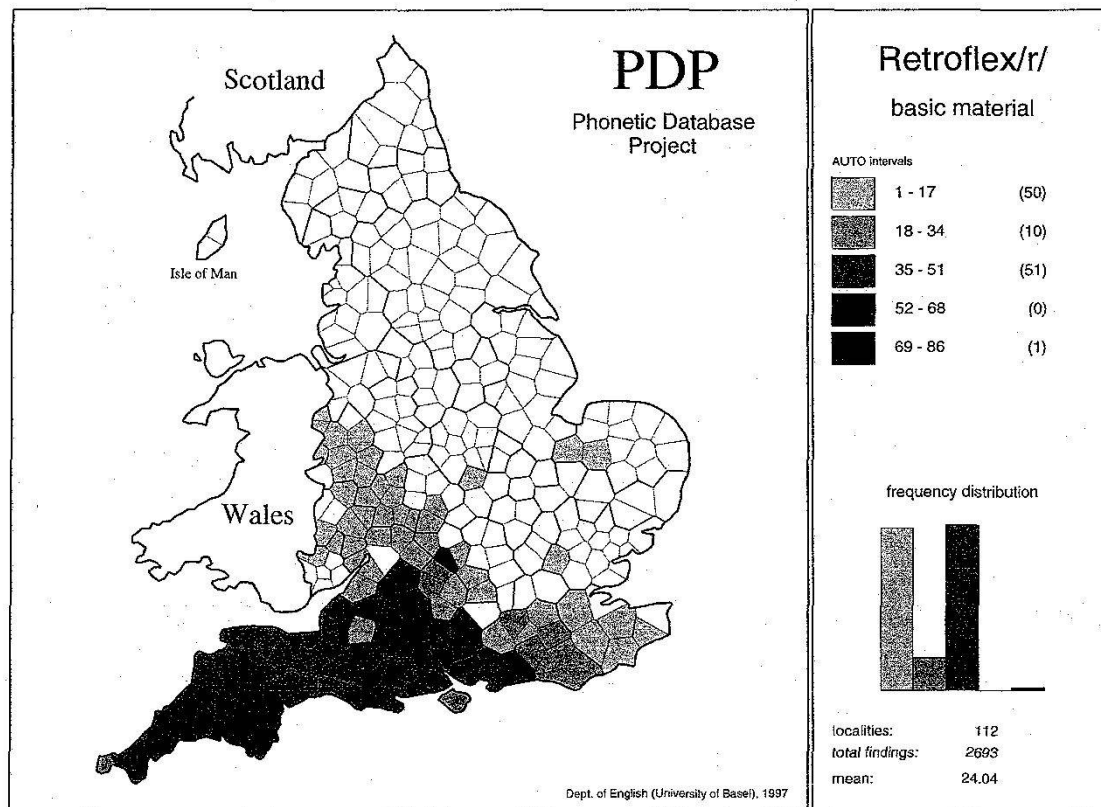 Scotland
PDP
Phonetic Database
Project
Isle of Man
Wales
Dept. of English (University of Basel), 1997
Retroflex/r/
basic material
AUTO intervals
1 - 17 (50)
18 - 34 (10)
35 - 51 (51)
52 - 68 (0)
69 - 86 (1)
frequency distribution
localities: 112
total findings: 2693
mean: 24.04